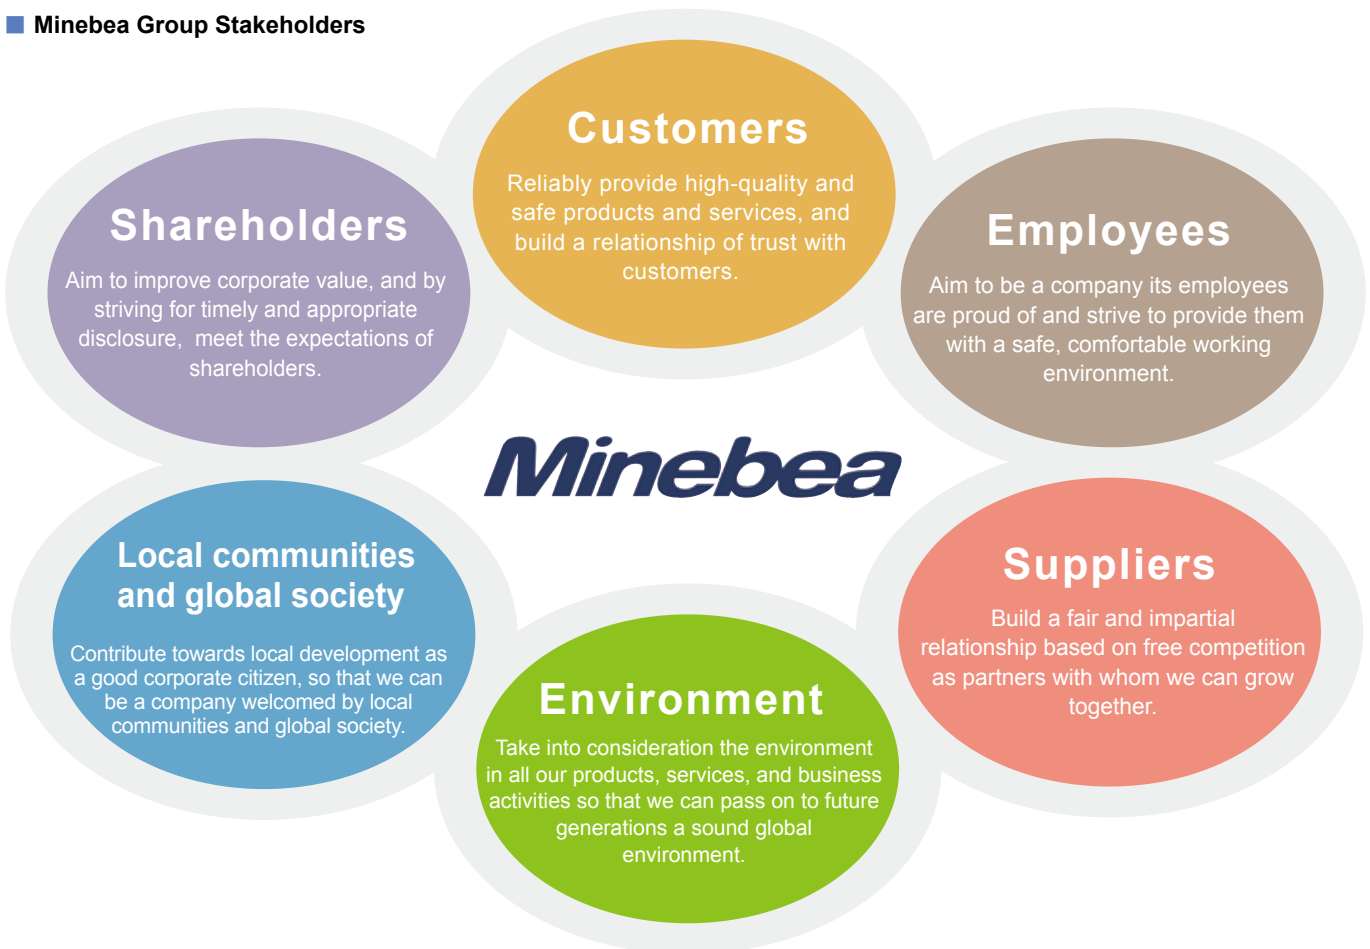 Minebea Group Stakeholders
Customers
Reliably provide high-quality and
safe products and services, and
build a relationship of trust with
customers.
Shareholders
Aim to improve corporate value, and by
striving for timely and appropriate
disclosure, meet the expectations of
shareholders.
Employees
Aim to be a company its employees
are proud of and strive to provide them
with a safe, comfortable working
environment.
Minebea
Local communities
and global society
Contribute towards local development as
a good corporate citizen, so that we can
be a company welcomed by local
communities and global society.
Suppliers
Build a fair and impartial
relationship based on free competition
as partners with whom we can grow
together.
Environment
Take into consideration the environment
in all our products, services, and business
activities so that we can pass on to future
generations a sound global
environment.